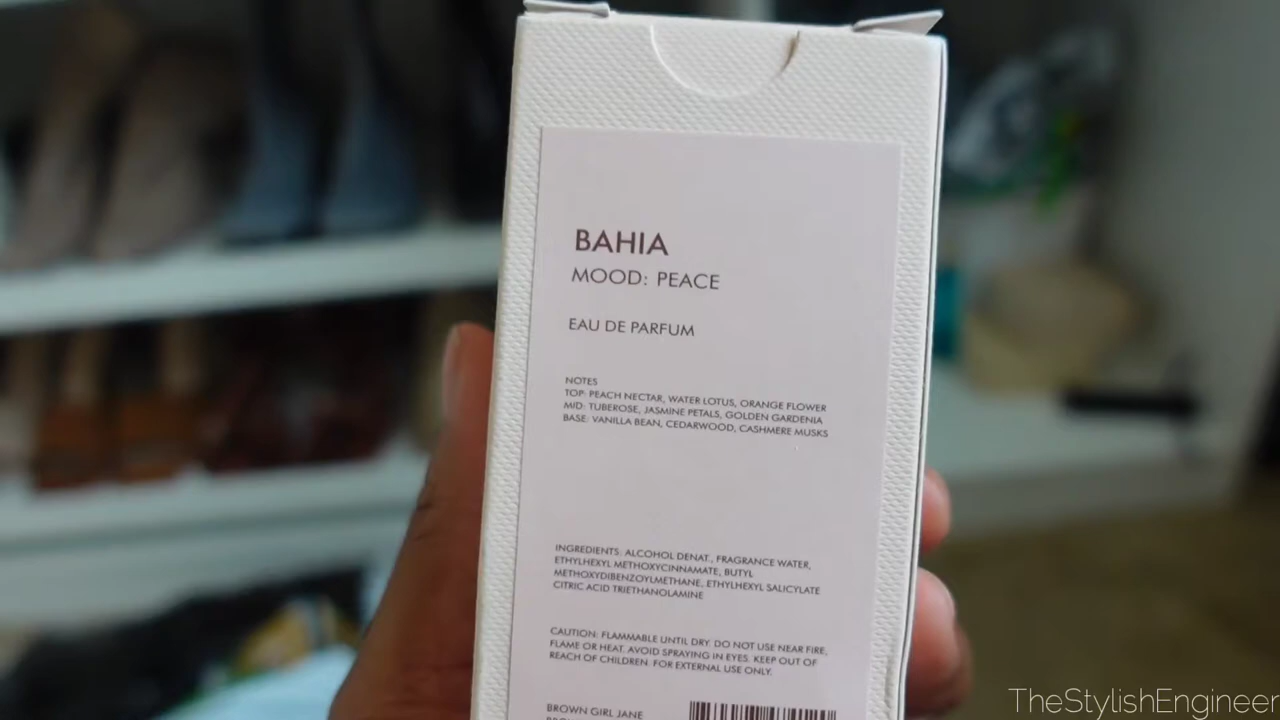 BAHIA
MOOD: PEACE
EAU DE PARFUM
NOTES
TOP: PEACH NECTAR, WATER LOTUS, ORANGE FLOWER
MID: TUBEROSE, JASMINE PETALS, GOLDEN GARDENIA
BASE: VANILLA BEAN, CEDARWOOD, CASHMERE MUSKS
INGREDIENTS: ALCOHOL DENAT., FRAGRANCE WATER,
ETHYLHEXYL METHOXYCINNAMATE, BUTYL
METHOXYDIBENZOYLMETHANE, ETHYLHEXYL SALICYLATE
CITRIC ACID TRIETHANOLAMINE
CAUTION: FLAMMABLE UNTIL DRY. DO NOT USE NEAR FIRE,
FLAME OR HEAT. AVOID SPRAYING IN EYES. KEEP OUT OF
REACH OF CHILDREN. FOR EXTERNAL USE ONLY.
BROWN GIRL JANE
TheStylishEngineer